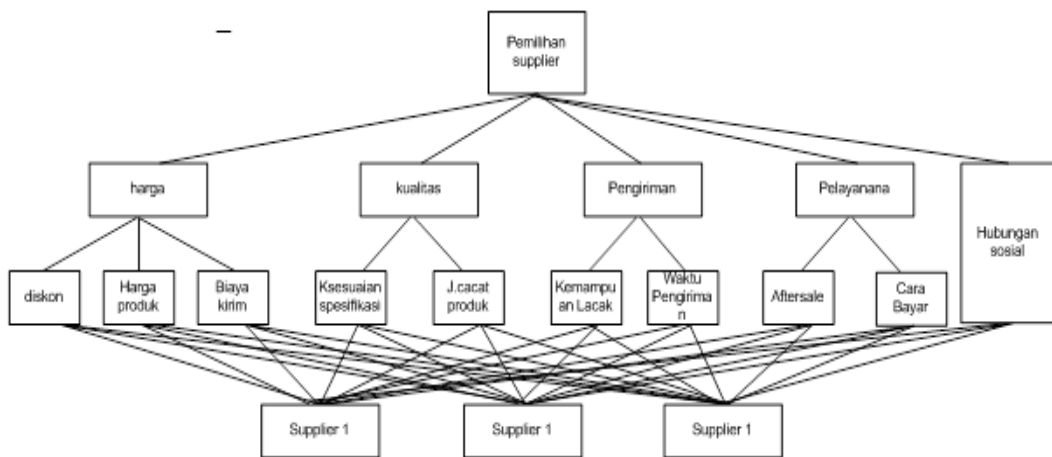 Pemilihan
supplier
harga
kualitas
Pengiriman
Pelayanana
Hubungan
sosial
diskon
Harga
produk
Biaya
kirim
Ksesuaian
spesifikasi
J.cacat
produk
Kemampu
an Lacak
Waktu
Pengirima
n
Aftersale
Cara
Bayar
Supplier 1
Supplier 1
Supplier 1